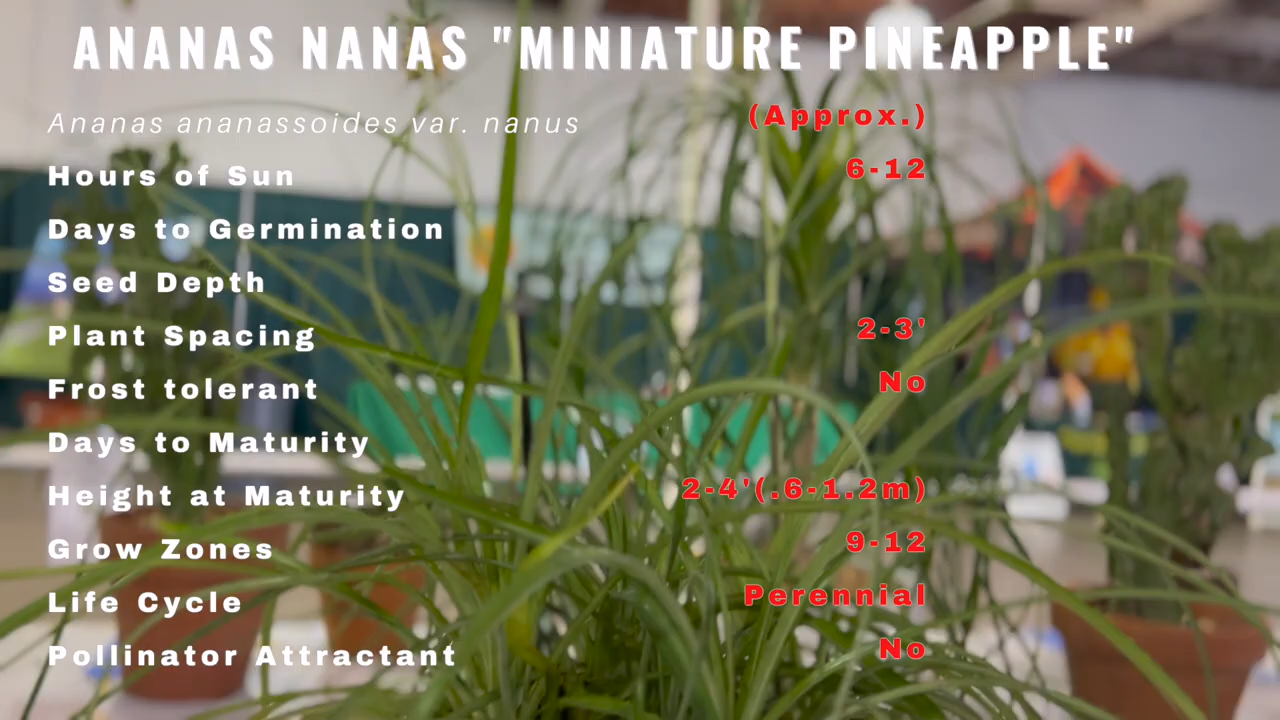 ANANAS NANAS "MINIATURE PINEAPPLE"
Ananas ananassoides var. nanus (Approx.)
Hours of Sun 6-12
Days to Germination
Seed Depth
Plant Spacing 2-3'
Frost tolerant No
Days to Maturity
Height at Maturity 2-4'(.6-1.2m)
Grow Zones 9-12
Life Cycle Perennial
Pollinator Attractant No